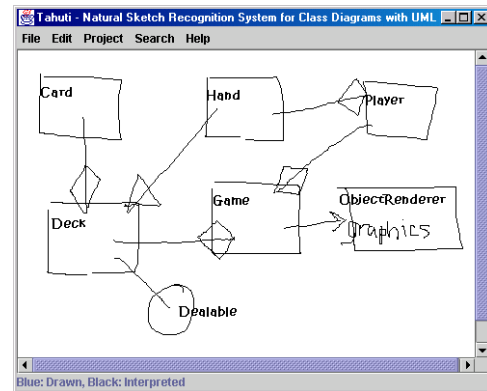 Tahuti - Natural Sketch Recognition System for Class Diagrams with UML
File Edit Project Search Help
Card
Hand
Player
Game
ObjectRenderer
Deck
Graphics
Dealable
Blue: Drawn, Black: Interpreted